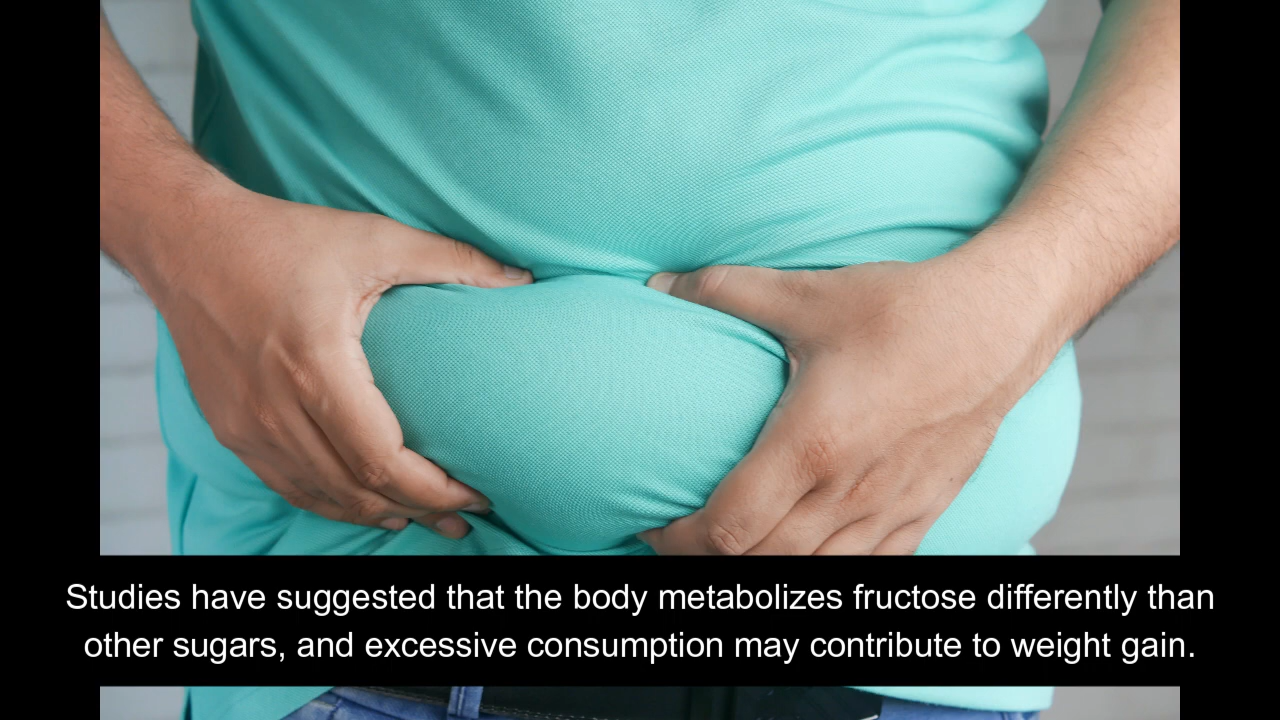 Studies have suggested that the body metabolizes fructose differently than
other sugars, and excessive consumption may contribute to weight gain.